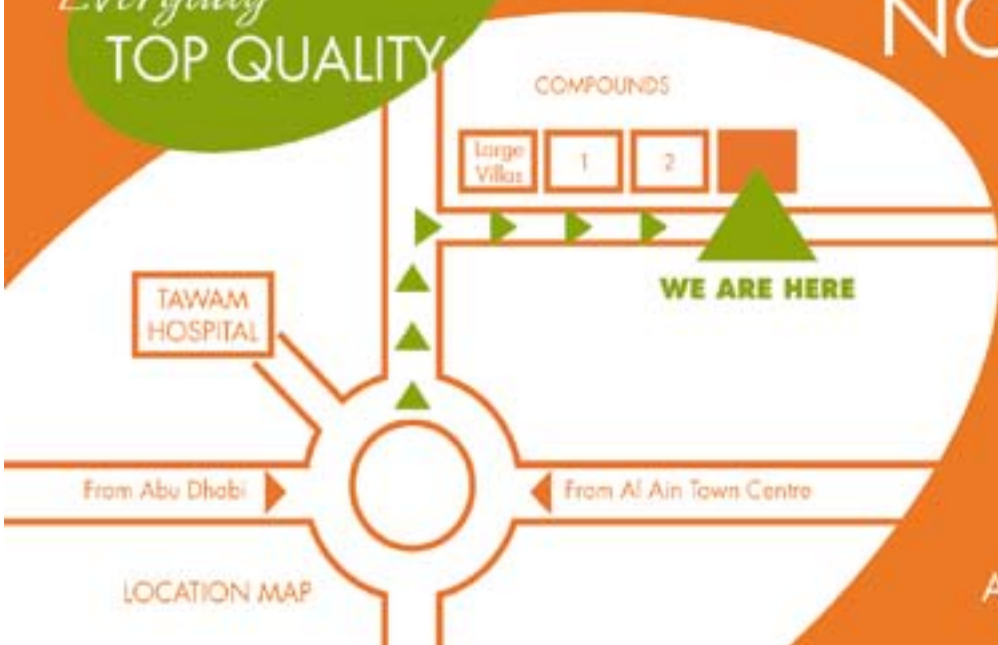 Everyday
TOP QUALITY
COMPOUNDS
Large
Villas
1
2
WE ARE HERE
TAWAM
HOSPITAL
From Abu Dhabi
From Al Ain Town Centre
LOCATION MAP